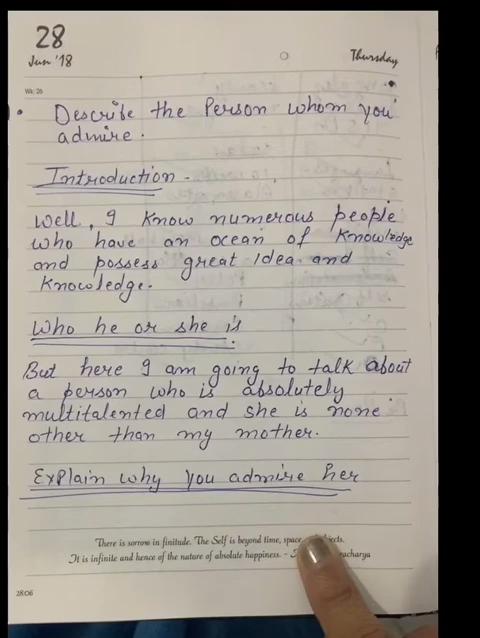 28
Jun '18
Thursday
Wk: 26
Describe the Person whom you
admire.
Introduction -
Well, I know numerous people
who have an ocean of knowledge
and possess great idea and
knowledge.
Who he or she is
But here I am going to talk about
a person who is absolutely
multitalented and she is none
other than my mother.
Explain why you admire her
There is sorrow in finitude. The Self is beyond time, space
It is infinite and hence of the nature of absolute happiness. -
28:06